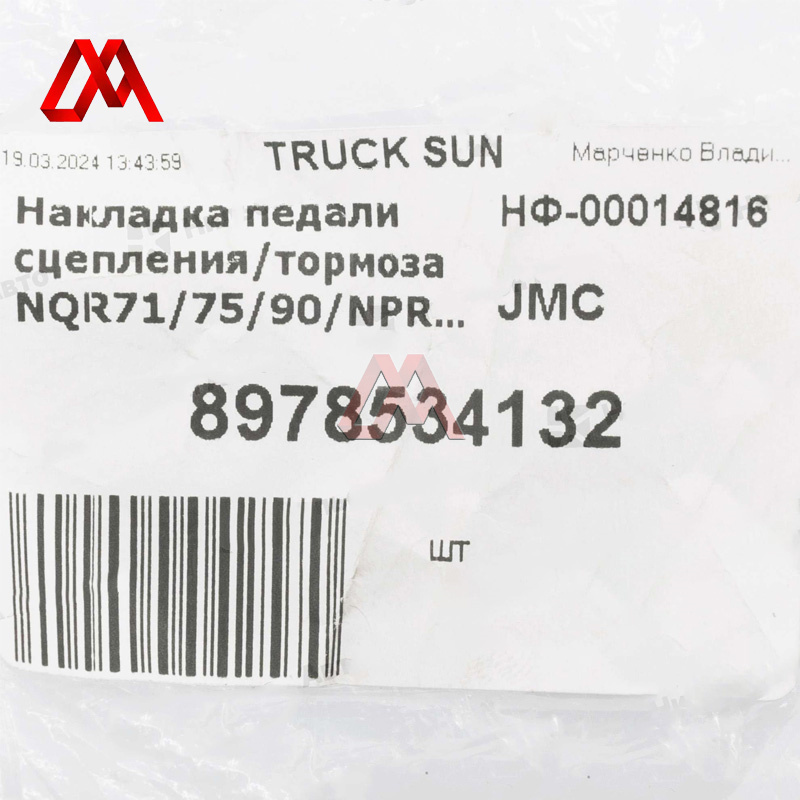 19.03.2024 13:43:59
TRUCK SUN
Марченко Влади...
Накладка педали
сцепления/тормоза
NQR71/75/90/NPR...
НФ-00014816
JMC
8978534132
шт